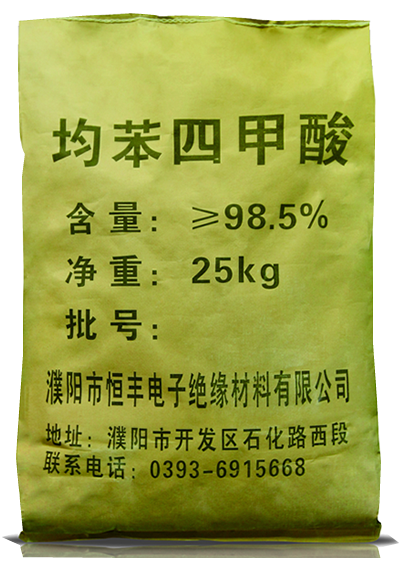 均苯四甲酸
含量：≥98.5%
净重：25kg
批号：
濮阳市恒丰电子绝缘材料有限公司
地址：濮阳市开发区石化路西段
联系电话：0393-6915668